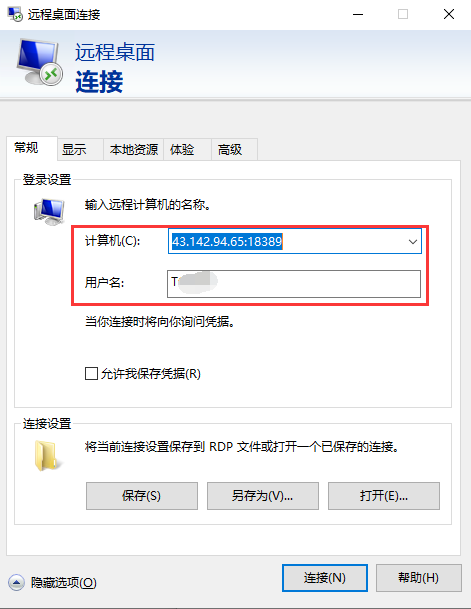 远程桌面连接
远程桌面
连接
常规 显示 本地资源 体验 高级
登录设置
输入远程计算机的名称。
计算机(C): 43.142.94.65:18389
用户名: T
当你连接时将向你询问凭据。
允许我保存凭据(R)
连接设置
将当前连接设置保存到 RDP 文件或打开一个已保存的连接。
保存(S) 另存为(V)... 打开(E)...
隐藏选项(O) 连接(N) 帮助(H)